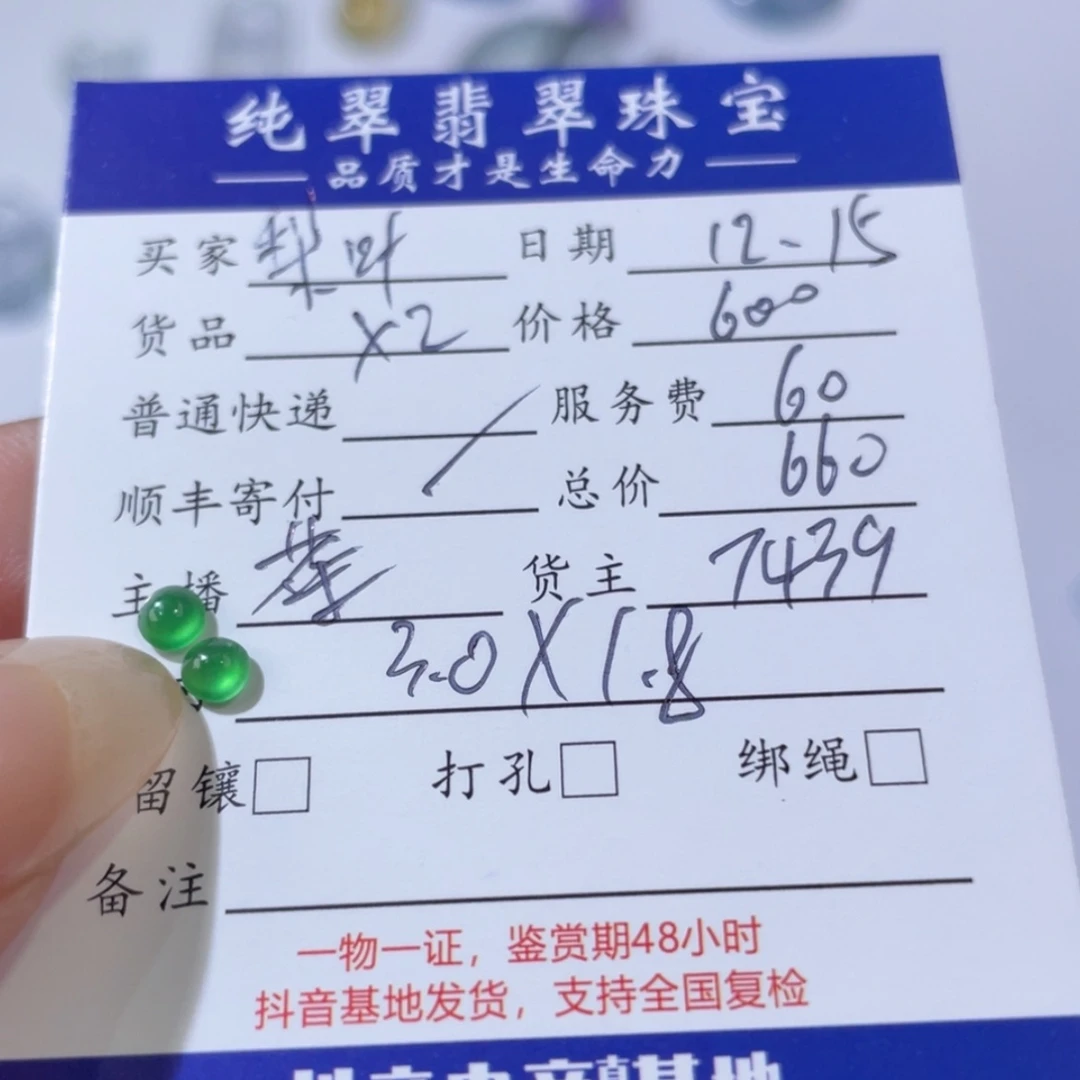 纯翠翡翠珠宝
品质才是生命力
买家 日期 12-15
货品 X2 价格 600
普通快递 / 服务费 60
顺丰寄付 总价 660
主播 货主 7439
3.0 X 1.8
留镶 打孔 绑绳
备注
一物一证，鉴赏期48小时
抖音基地发货，支持全国复检